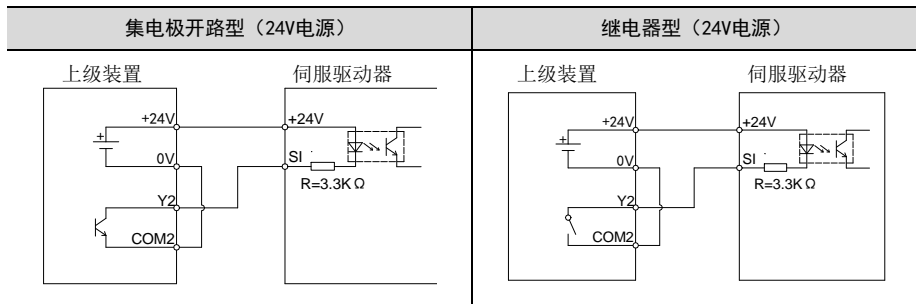 集电极开路型（24V电源）
继电器型（24V电源）
上级装置
伺服驱动器
+24V
+24V
0V
SI
R=3.3KΩ
Y2
COM2
上级装置
伺服驱动器
+24V
+24V
0V
SI
R=3.3KΩ
Y2
COM2